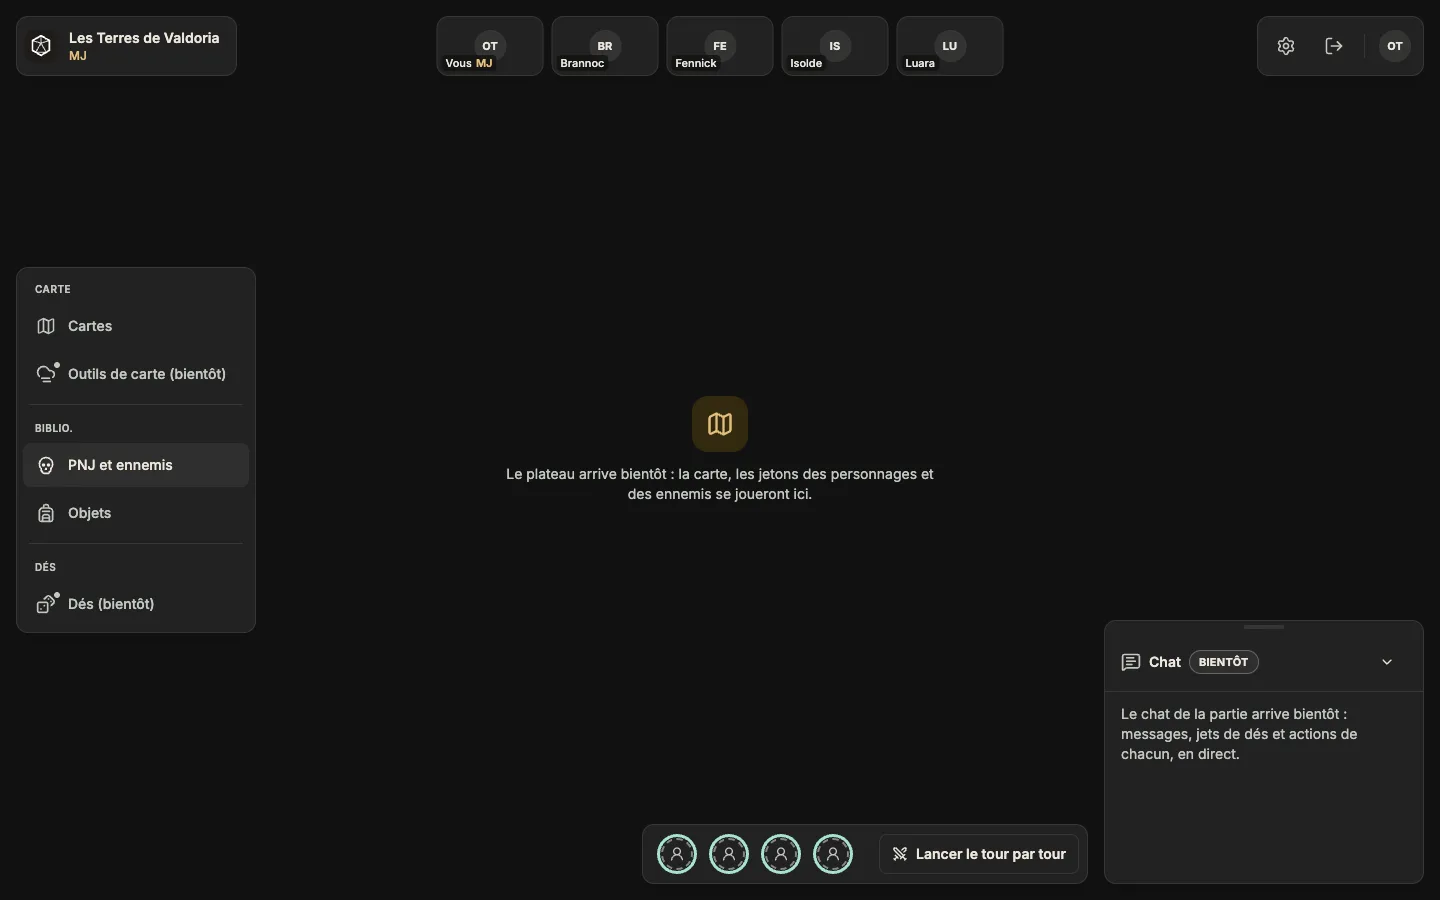 Les Terres de Valdoria
MJ
OT
Vous MJ
BR
Brannoc
FE
Fennick
IS
Isolde
LU
Luara
OT
CARTE
Cartes
Outils de carte (bientôt)
BIBLIO.
PNJ et ennemis
Objets
DÉS
Dés (bientôt)
Le plateau arrive bientôt : la carte, les jetons des personnages et
des ennemis se joueront ici.
Chat BIENTÔT
Le chat de la partie arrive bientôt :
messages, jets de dés et actions de
chacun, en direct.
Lancer le tour par tour